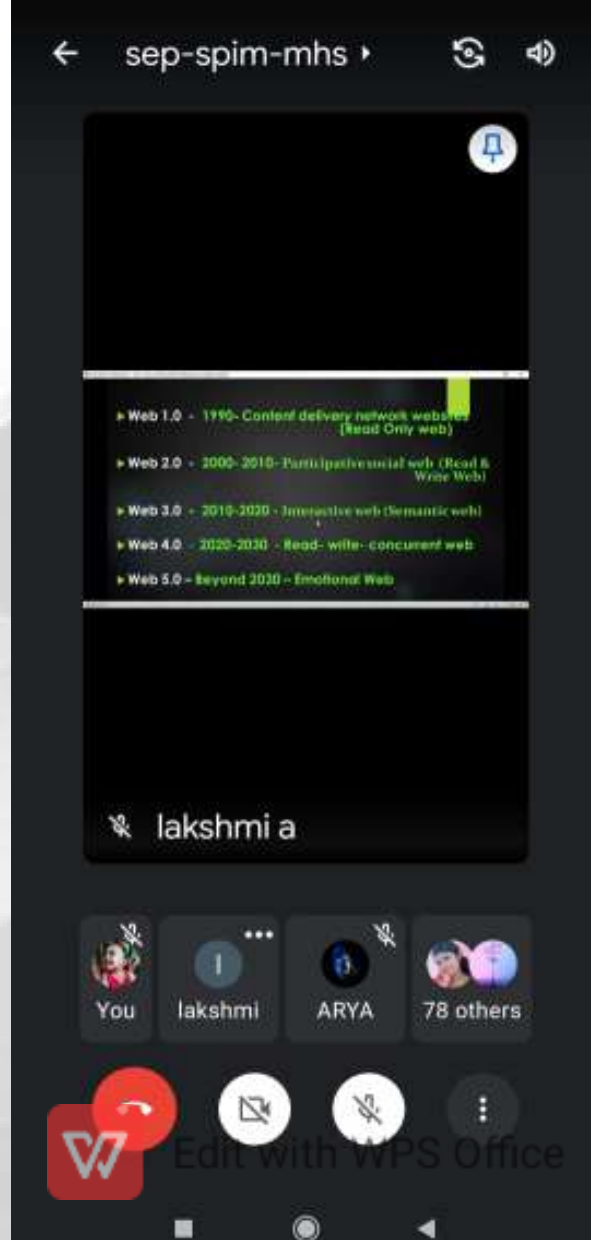 sep-spim-mhs
Web 1.0 - 1990- Content delivery network websites
(Read Only web)
Web 2.0 - 2000- 2010- Participative social web (Read &
Write Web)
Web 3.0 - 2010-2020 - Interactive web (Semantic web)
Web 4.0 - 2020-2030 - Read- write- concurrent web
Web 5.0 – Beyond 2030 – Emotional Web
lakshmi a
You lakshmi ARYA 78 others
Edit with WPS Office